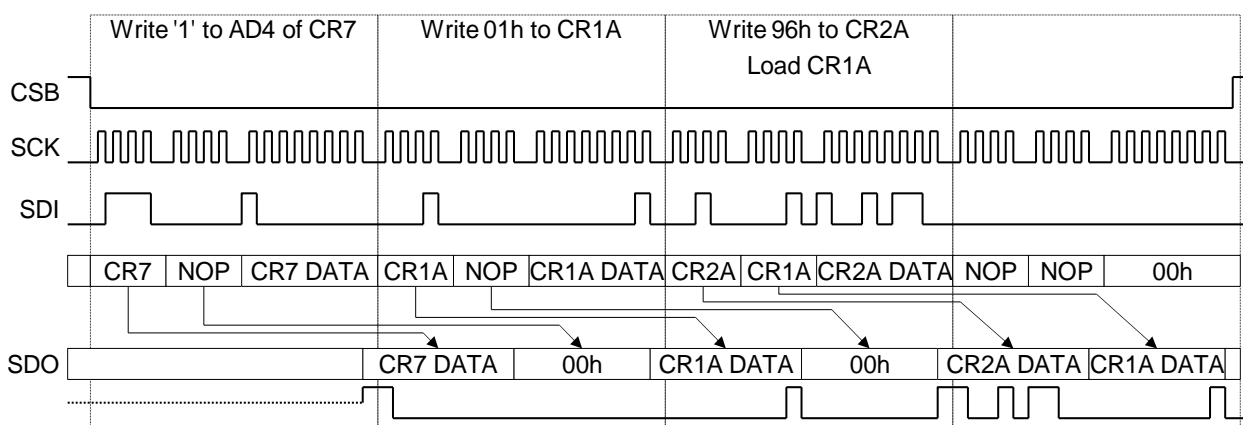 Write '1' to AD4 of CR7 Write 01h to CR1A Write 96h to CR2A
Load CR1A
CSB
SCK
SDI
CR7 NOP CR7 DATA CR1A NOP CR1A DATA CR2A CR1A CR2A DATA NOP NOP 00h
SDO CR7 DATA 00h CR1A DATA 00h CR2A DATA CR1A DATA